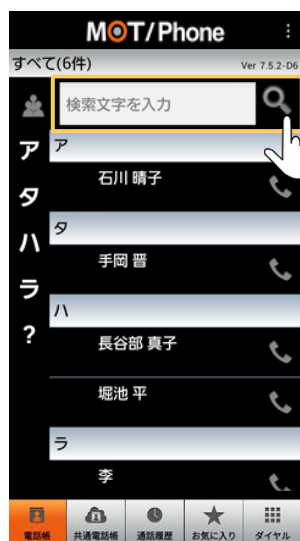 MOT/Phone
すべて(6件)
Ver 7.5.2-D6
検索文字を入力
ア
タ
ハ
ラ
?
ア
石川 晴子
タ
手岡 晋
ハ
長谷部 真子
堀池 平
ラ
李
電話帳
共通電話帳
通話履歴
お気に入り
ダイヤル